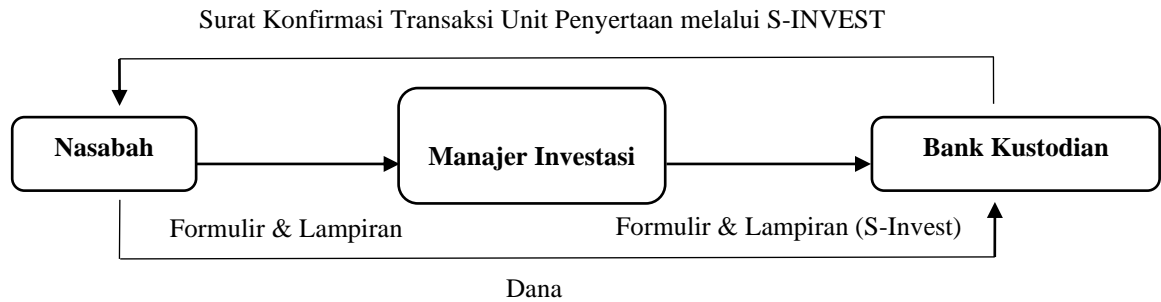 Surat Konfirmasi Transaksi Unit Penyertaan melalui S-INVEST
Nasabah
Manajer Investasi
Bank Kustodian
Formulir & Lampiran
Formulir & Lampiran (S-Invest)
Dana